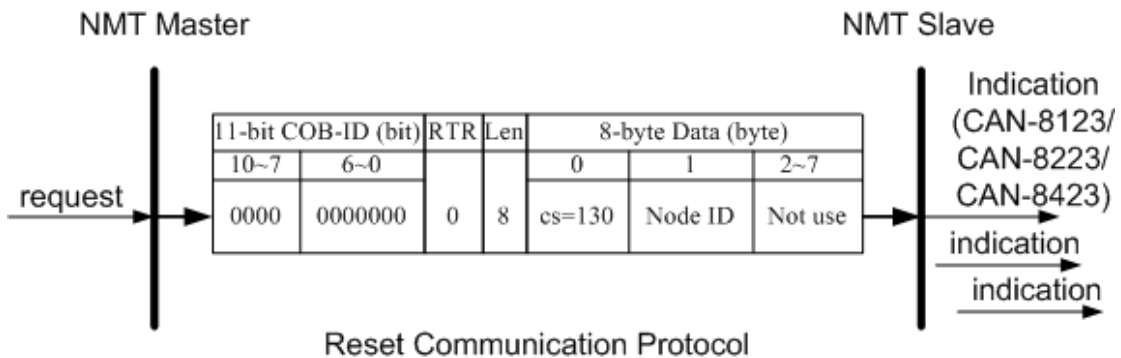 NMT Master
NMT Slave
Indication
(CAN-8123/
CAN-8223/
CAN-8423)
11-bit COB-ID (bit) RTR Len 8-byte Data (byte)
10~7 6~0 0 1 2~7
request
0000 0000000 0 8 cs=130 Node ID Not use
indication
indication
Reset Communication Protocol